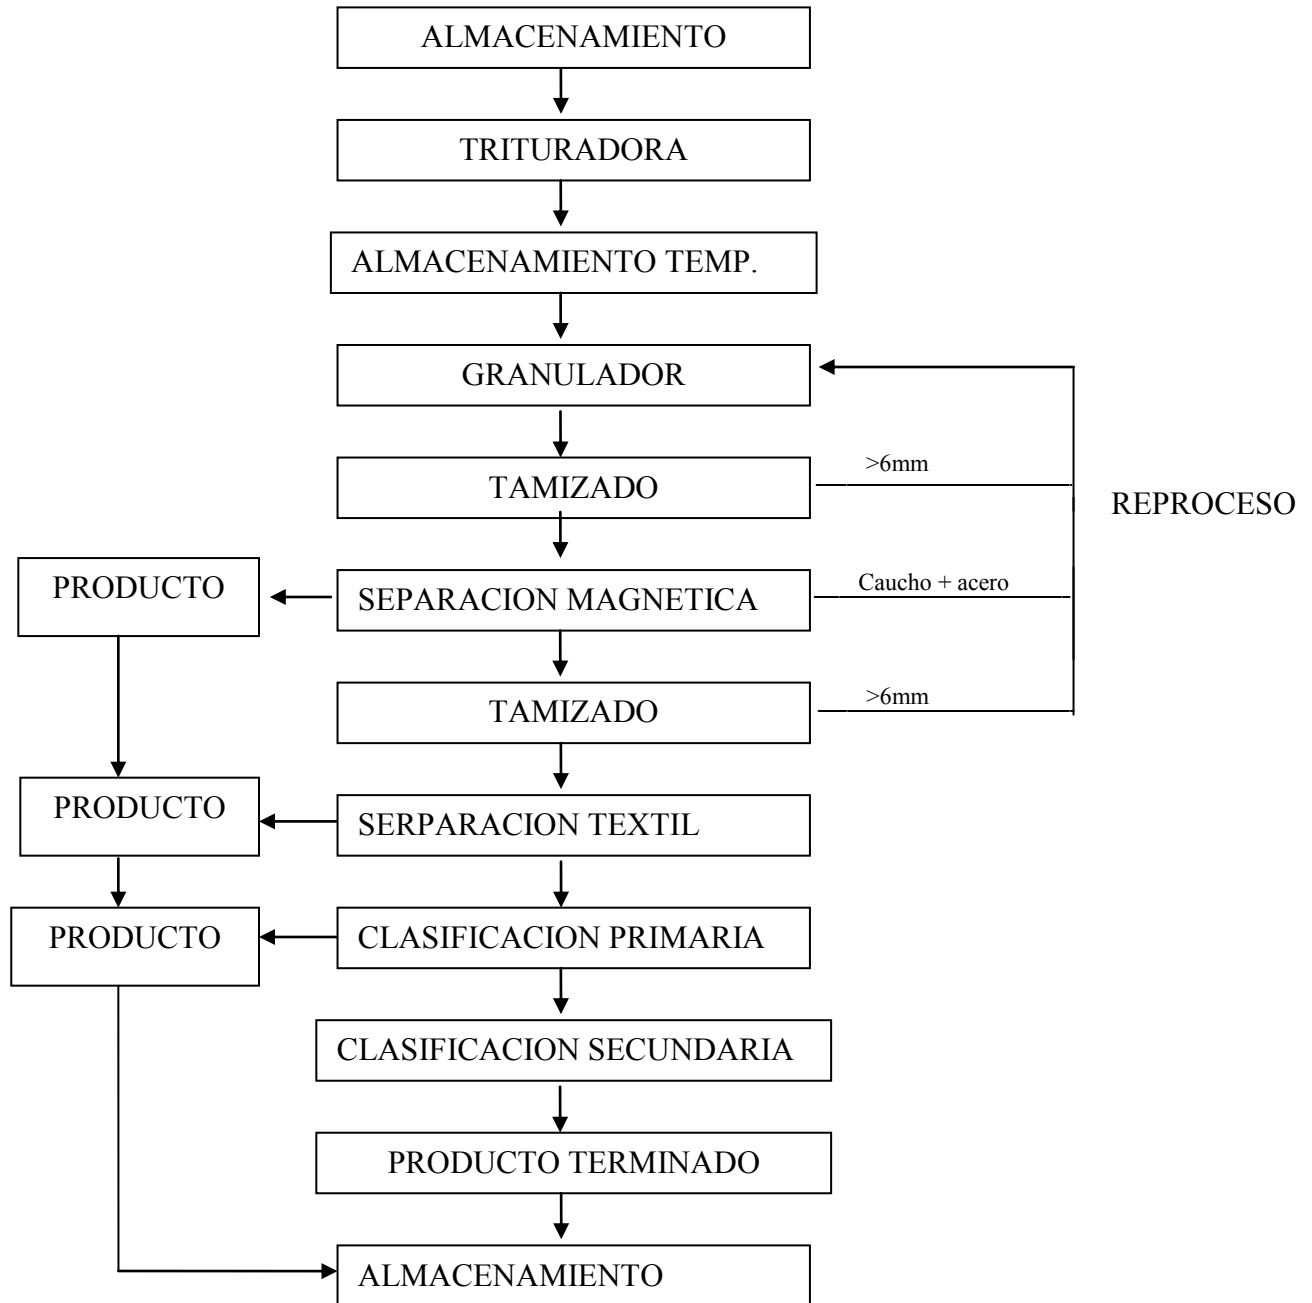 ALMACENAMIENTO
TRITURADORA
ALMACENAMIENTO TEMP.
GRANULADOR
>6mm
TAMIZADO
REPROCESO
PRODUCTO
SEPARACION MAGNETICA
Caucho + acero
TAMIZADO
>6mm
PRODUCTO
SERPARACION TEXTIL
PRODUCTO
CLASIFICACION PRIMARIA
CLASIFICACION SECUNDARIA
PRODUCTO TERMINADO
ALMACENAMIENTO